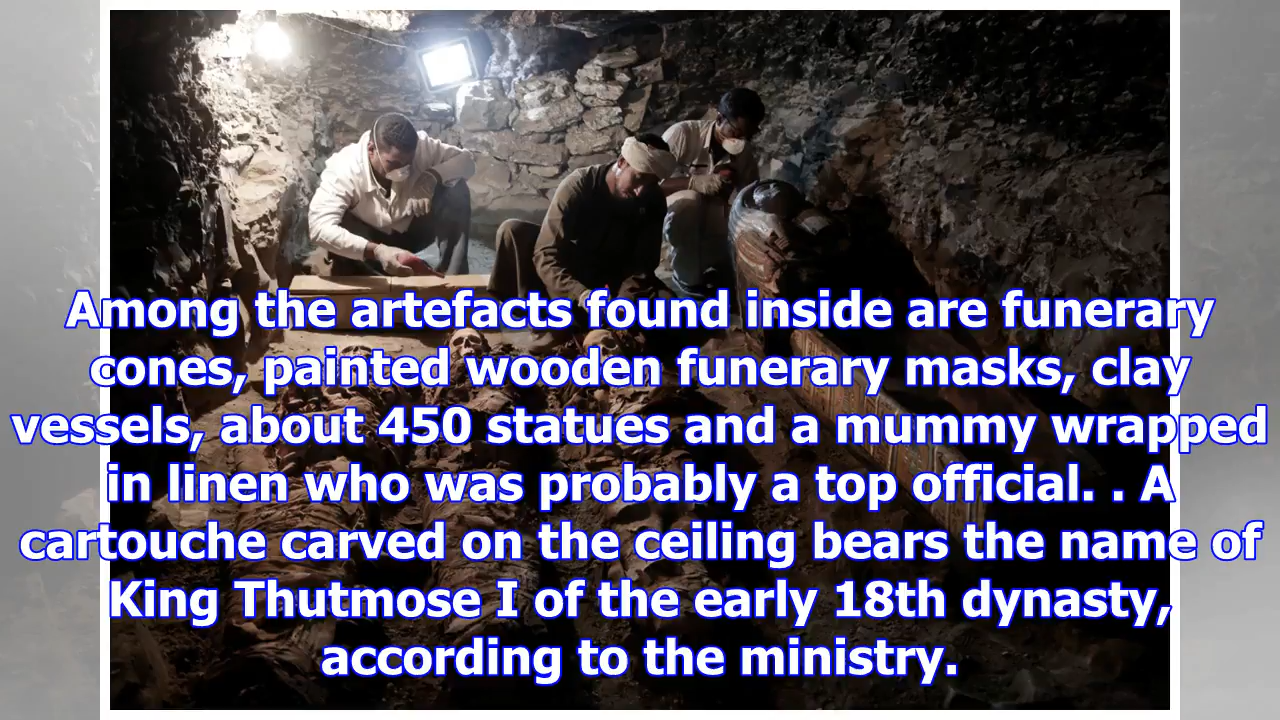 Among the artefacts found inside are funerary
cones, painted wooden funerary masks, clay
vessels, about 450 statues and a mummy wrapped
in linen who was probably a top official. . A
cartouche carved on the ceiling bears the name of
King Thutmose I of the early 18th dynasty,
according to the ministry.